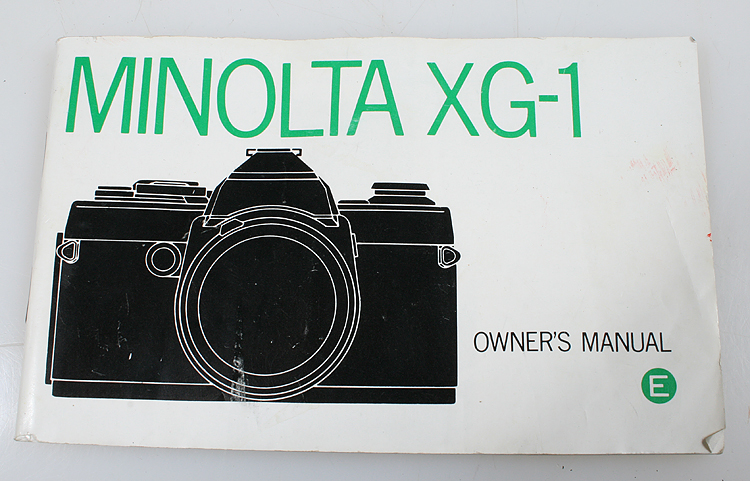 MINOLTA XG-1
OWNER'S MANUAL
E